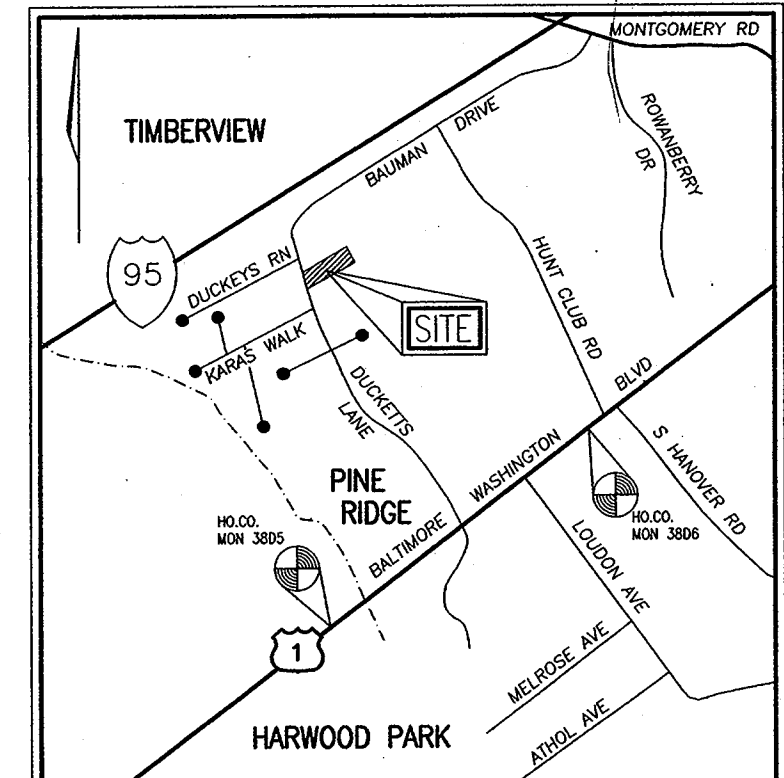 MONTGOMERY RD
TIMBERVIEW
BAUMAN DRIVE
ROWANBERRY
DR
95
DUCKEYS RN
HUNT CLUB RD
SITE
KARA'S WALK
DUCKETTS
LANE
PINE
RIDGE
BALTIMORE WASHINGTON BLVD
S HANOVER RD
HO.CO.
MON 38D5
HO.CO.
MON 38D6
LOUDON AVE
1
MELROSE AVE
HARWOOD PARK
ATHOL AVE